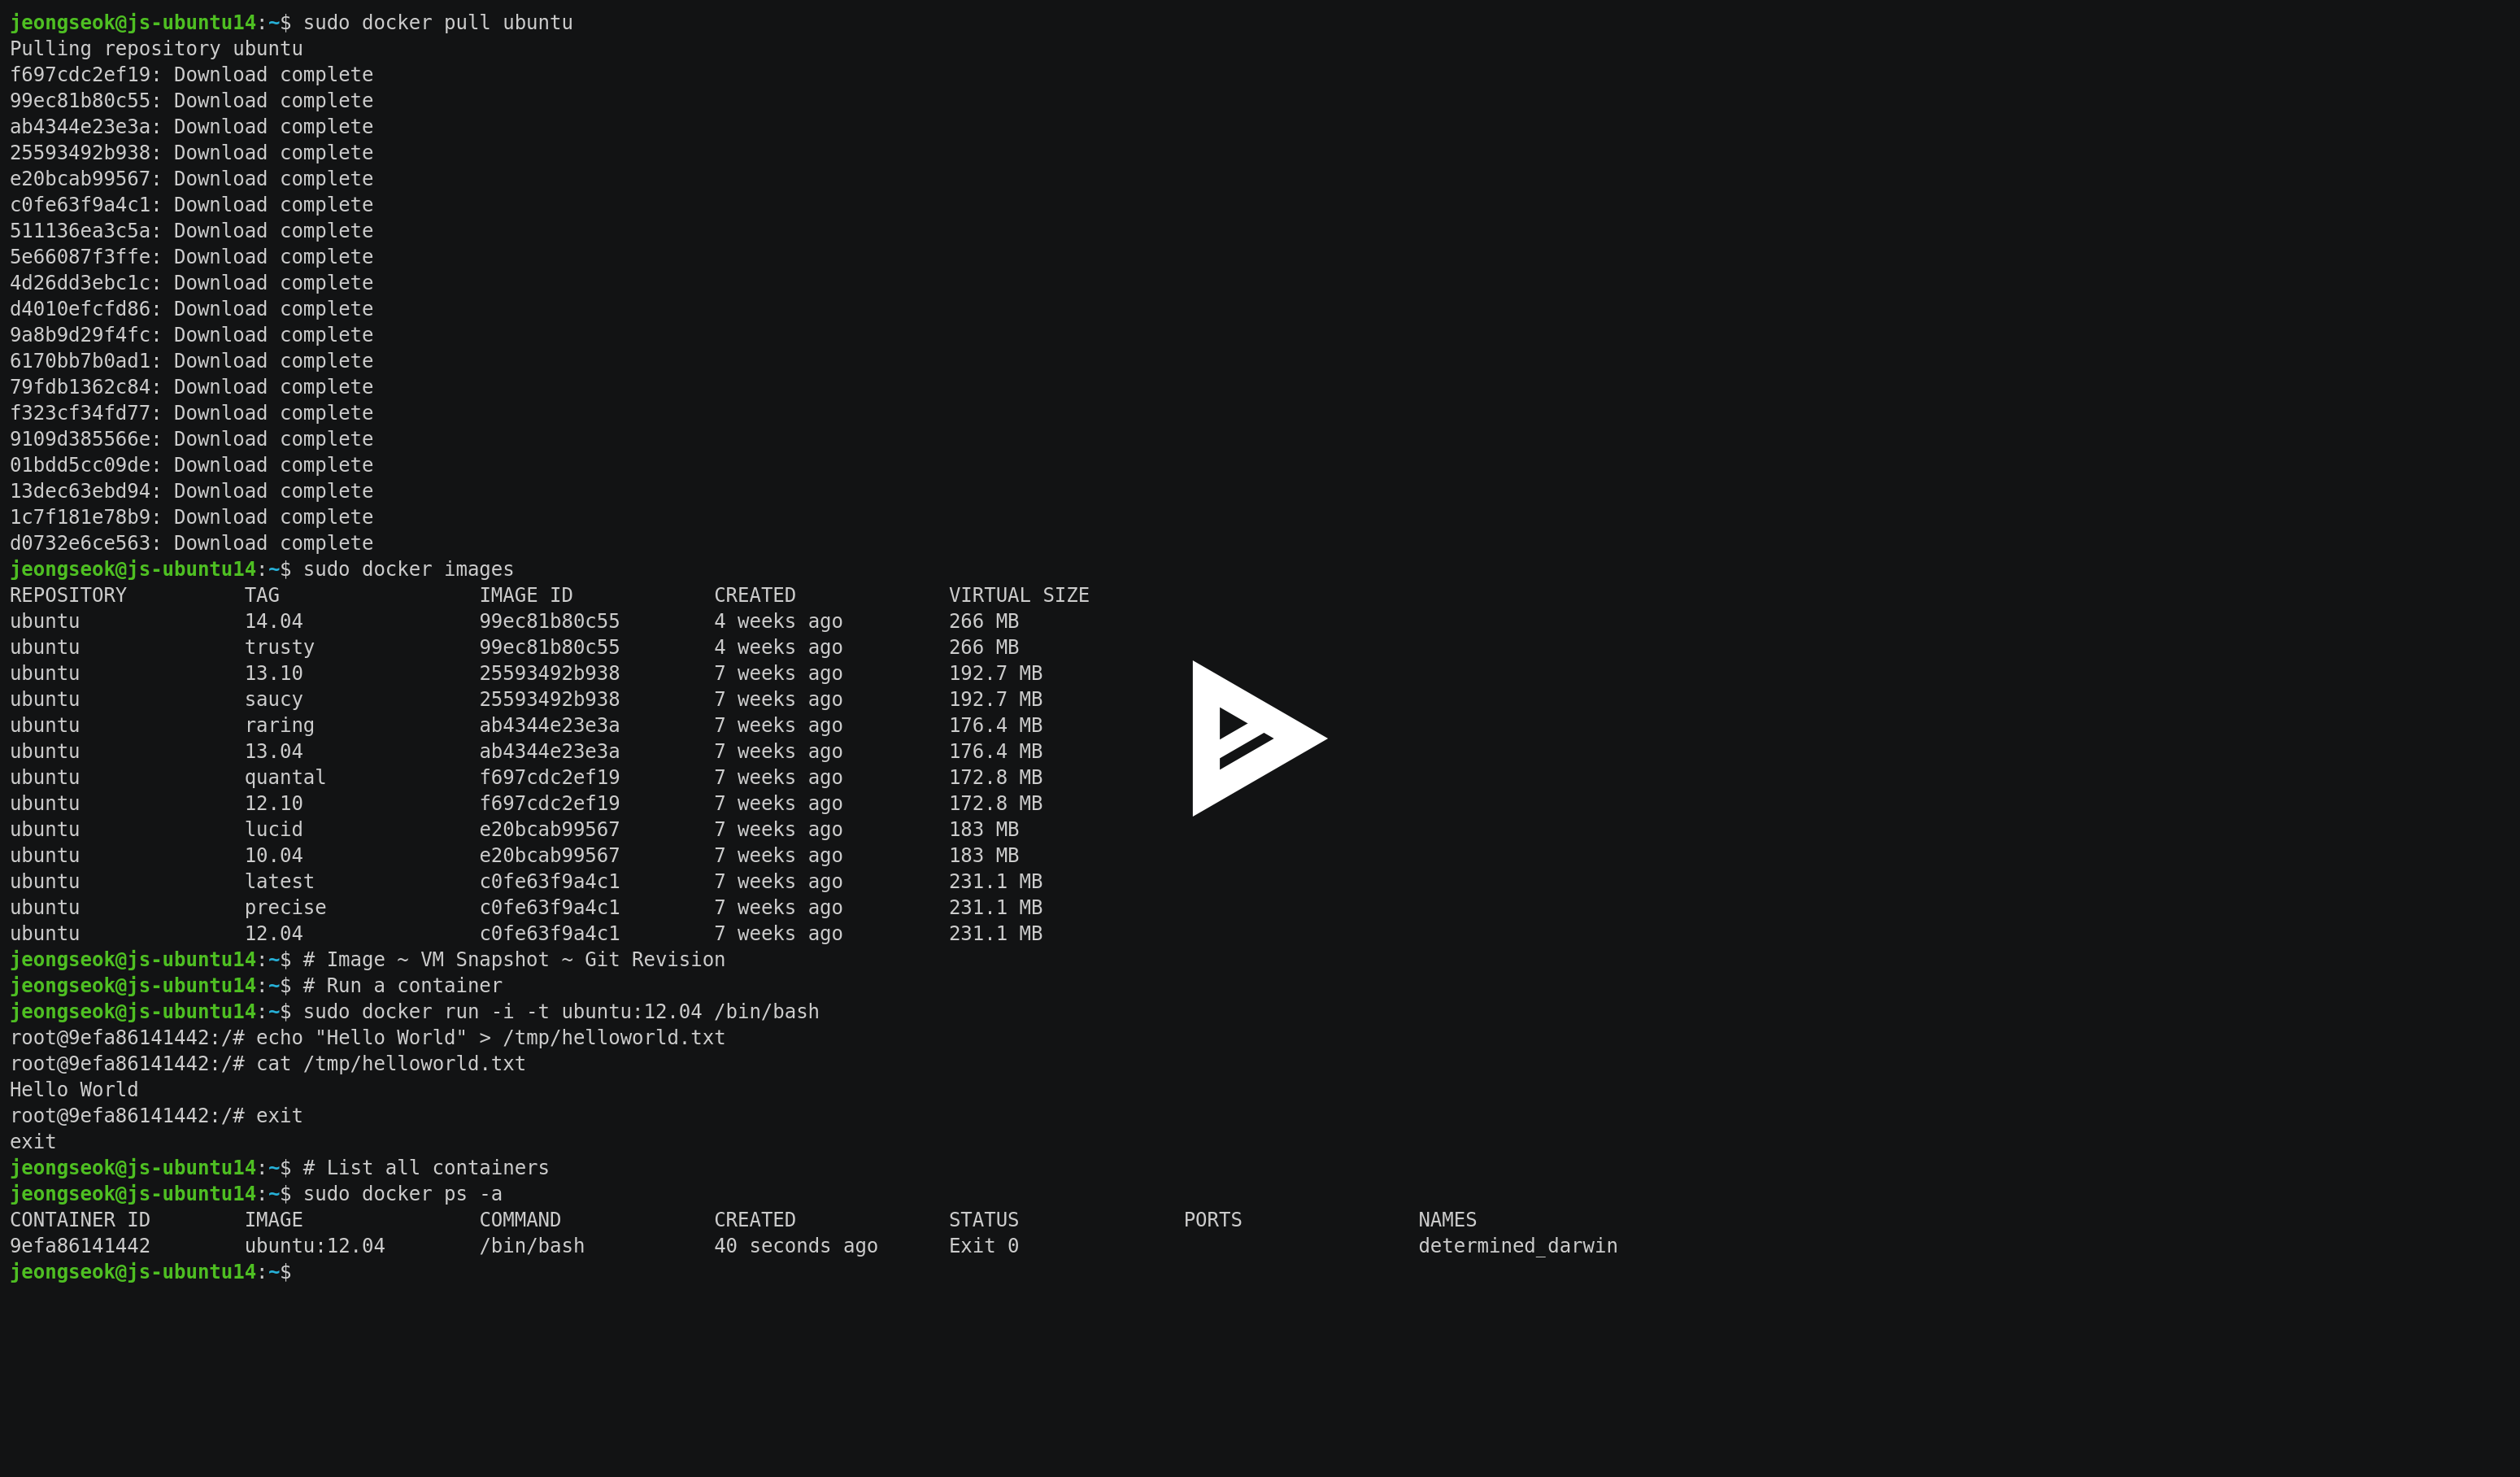 jeongseok@js-ubuntu14:~$ sudo docker pull ubuntu
Pulling repository ubuntu
f697cdc2ef19: Download complete
99ec81b80c55: Download complete
ab4344e23e3a: Download complete
25593492b938: Download complete
e20bcab99567: Download complete
c0fe63f9a4c1: Download complete
511136ea3c5a: Download complete
5e66087f3ffe: Download complete
4d26dd3ebc1c: Download complete
d4010efcfd86: Download complete
9a8b9d29f4fc: Download complete
6170bb7b0ad1: Download complete
79fdb1362c84: Download complete
f323cf34fd77: Download complete
9109d385566e: Download complete
01bdd5cc09de: Download complete
13dec63ebd94: Download complete
1c7f181e78b9: Download complete
d0732e6ce563: Download complete
jeongseok@js-ubuntu14:~$ sudo docker images
REPOSITORY          TAG                 IMAGE ID            CREATED             VIRTUAL SIZE
ubuntu              14.04               99ec81b80c55        4 weeks ago         266 MB
ubuntu              trusty              99ec81b80c55        4 weeks ago         266 MB
ubuntu              13.10               25593492b938        7 weeks ago         192.7 MB
ubuntu              saucy               25593492b938        7 weeks ago         192.7 MB
ubuntu              raring              ab4344e23e3a        7 weeks ago         176.4 MB
ubuntu              13.04               ab4344e23e3a        7 weeks ago         176.4 MB
ubuntu              quantal             f697cdc2ef19        7 weeks ago         172.8 MB
ubuntu              12.10               f697cdc2ef19        7 weeks ago         172.8 MB
ubuntu              lucid               e20bcab99567        7 weeks ago         183 MB
ubuntu              10.04               e20bcab99567        7 weeks ago         183 MB
ubuntu              latest              c0fe63f9a4c1        7 weeks ago         231.1 MB
ubuntu              precise             c0fe63f9a4c1        7 weeks ago         231.1 MB
ubuntu              12.04               c0fe63f9a4c1        7 weeks ago         231.1 MB
jeongseok@js-ubuntu14:~$ # Image ~ VM Snapshot ~ Git Revision
jeongseok@js-ubuntu14:~$ # Run a container
jeongseok@js-ubuntu14:~$ sudo docker run -i -t ubuntu:12.04 /bin/bash
root@9efa86141442:/# echo "Hello World" > /tmp/helloworld.txt
root@9efa86141442:/# cat /tmp/helloworld.txt
Hello World
root@9efa86141442:/# exit
exit
jeongseok@js-ubuntu14:~$ # List all containers
jeongseok@js-ubuntu14:~$ sudo docker ps -a
CONTAINER ID        IMAGE               COMMAND             CREATED             STATUS              PORTS               NAMES
9efa86141442        ubuntu:12.04        /bin/bash           40 seconds ago      Exit 0                                  determined_darwin
jeongseok@js-ubuntu14:~$